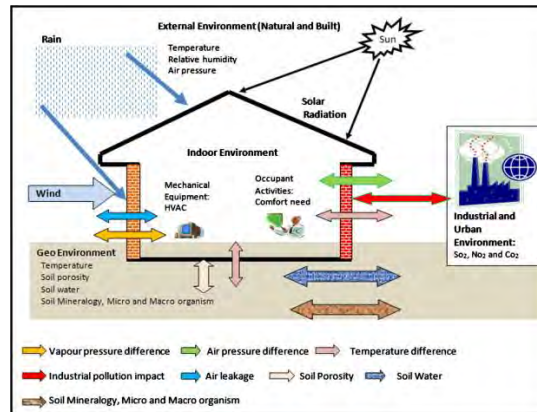 External Environment (Natural and Built)
Rain
Temperature
Relative humidity
Air pressure
Sun
Solar
Radiation
Indoor Environment
Wind
Mechanical
Equipment:
HVAC
Occupant
Activities:
Comfort need
Industrial and
Urban
Environment:
So₂, No₂ and Co₂
Geo Environment
Temperature
Soil porosity
Soil water
Soil Mineralogy, Micro and Macro organism
Vapour pressure difference
Air pressure difference
Temperature difference
Industrial pollution impact
Air leakage
Soil Porosity
Soil Water
Soil Mineralogy, Micro and Macro organism